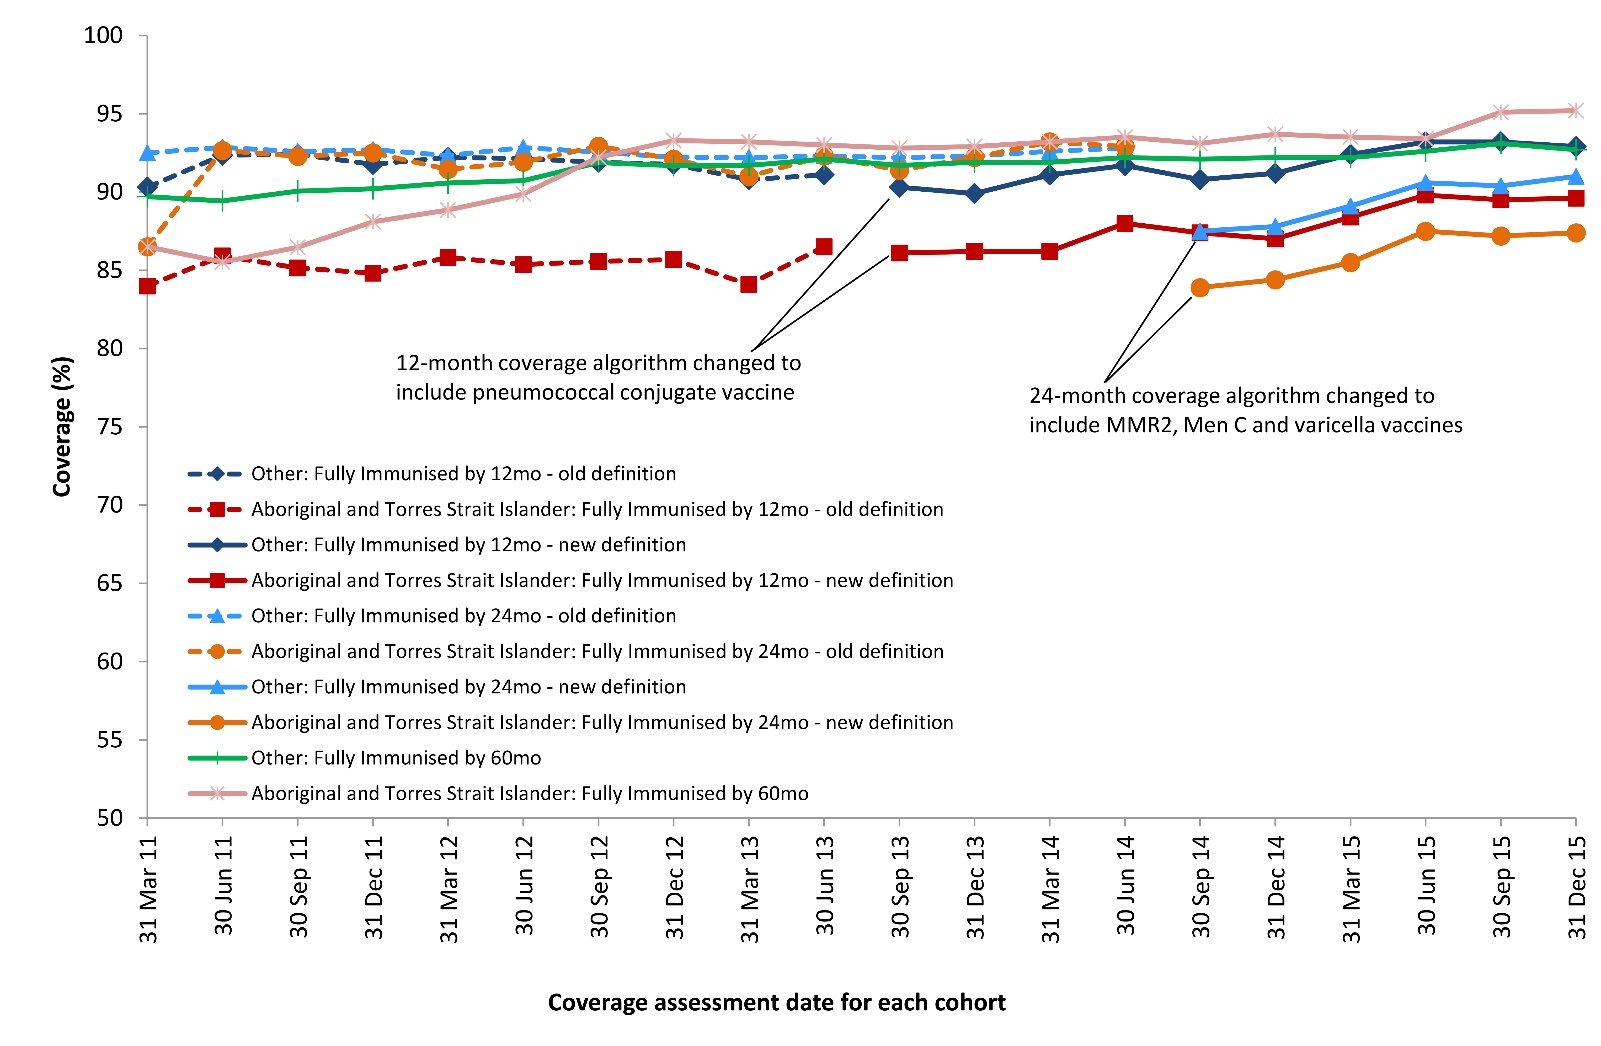 100
95
90
85
80
75
70
65
60
55
50
Coverage (%)
12-month coverage algorithm changed to
include pneumococcal conjugate vaccine
24-month coverage algorithm changed to
include MMR2, Men C and varicella vaccines
Other: Fully Immunised by 12mo - old definition
Aboriginal and Torres Strait Islander: Fully Immunised by 12mo - old definition
Other: Fully Immunised by 12mo - new definition
Aboriginal and Torres Strait Islander: Fully Immunised by 12mo - new definition
Other: Fully Immunised by 24mo - old definition
Aboriginal and Torres Strait Islander: Fully Immunised by 24mo - old definition
Other: Fully Immunised by 24mo - new definition
Aboriginal and Torres Strait Islander: Fully Immunised by 24mo - new definition
Other: Fully Immunised by 60mo
Aboriginal and Torres Strait Islander: Fully Immunised by 60mo
31 Mar 11
30 Jun 11
30 Sep 11
31 Dec 11
31 Mar 12
30 Jun 12
30 Sep 12
31 Dec 12
31 Mar 13
30 Jun 13
30 Sep 13
31 Dec 13
31 Mar 14
30 Jun 14
30 Sep 14
31 Dec 14
31 Mar 15
30 Jun 15
30 Sep 15
31 Dec 15
Coverage assessment date for each cohort